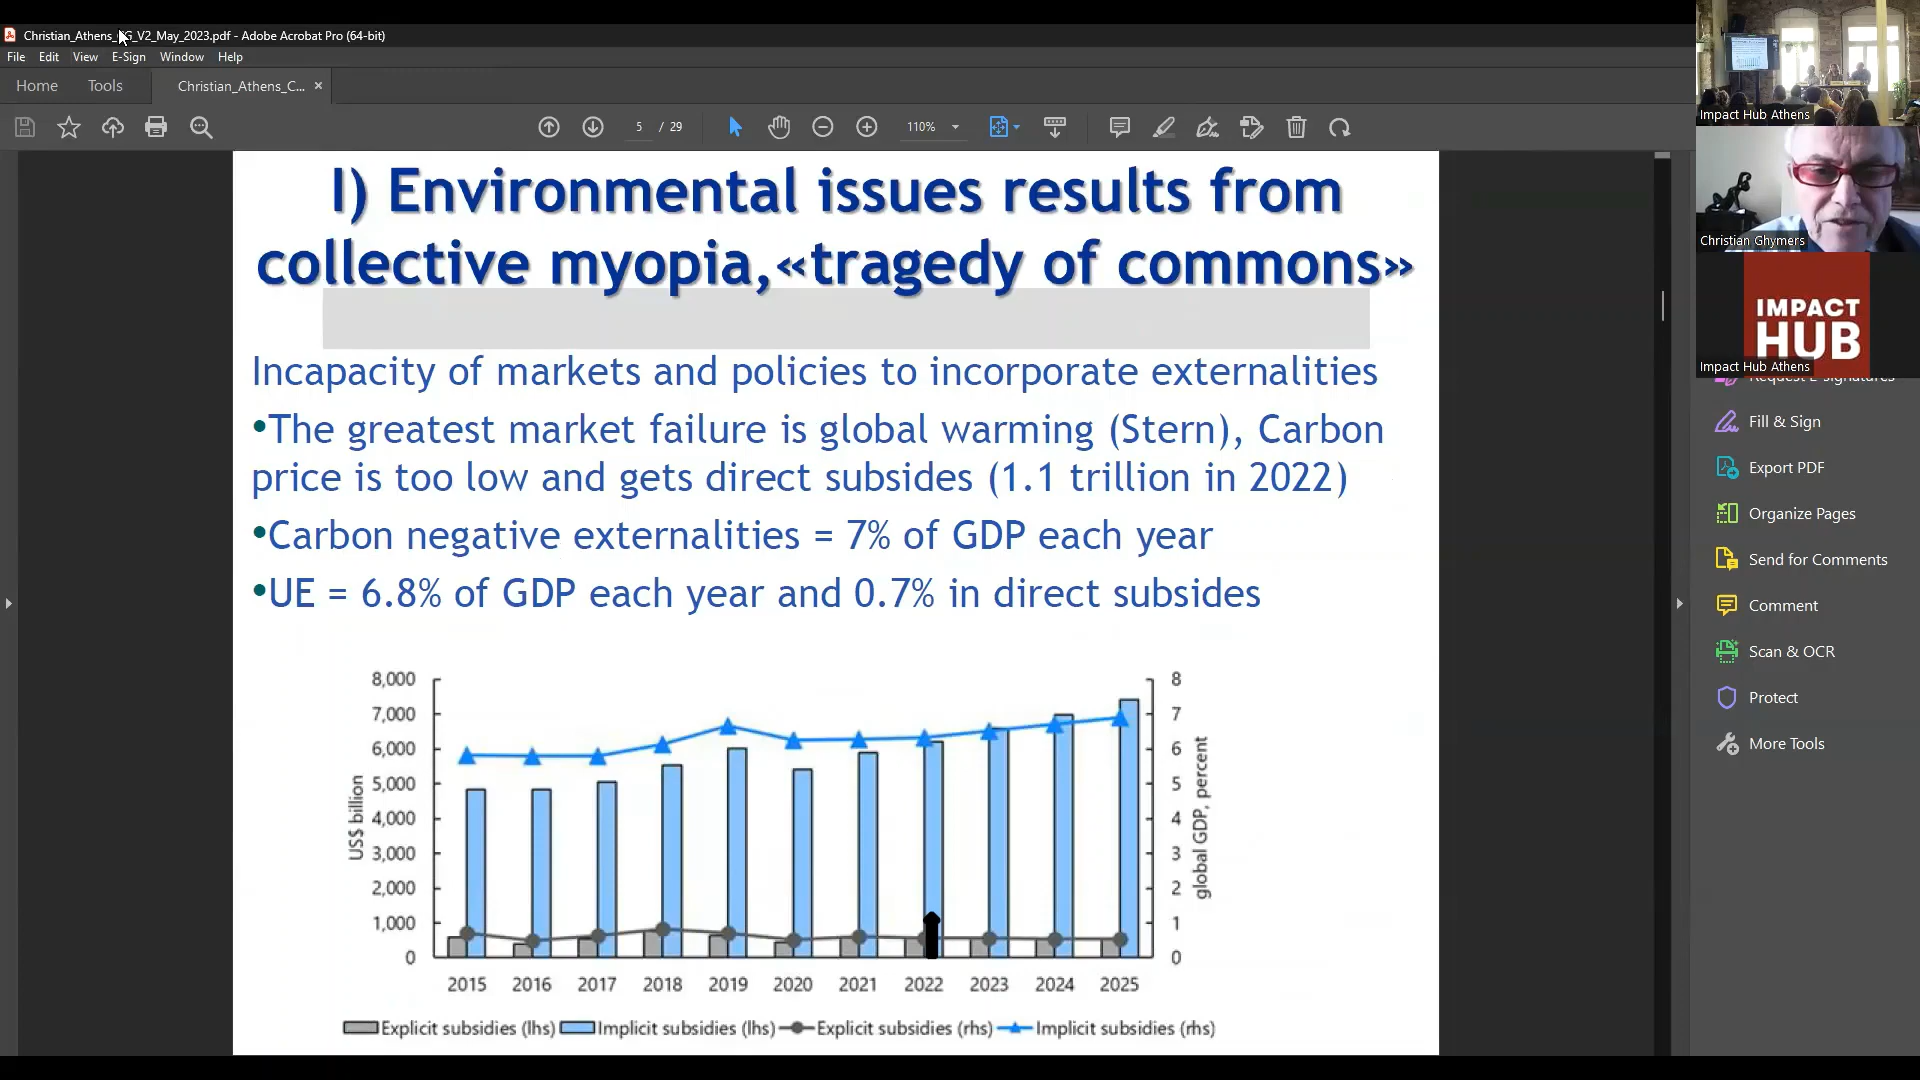 Christian_Athens_CG_V2_May_2023.pdf - Adobe Acrobat Pro (64-bit)
File Edit View E-Sign Window Help
Home Tools Christian_Athens_C... ×
5 / 29 110%
Impact Hub Athens
Christian Ghymers
IMPACT
HUB
Impact Hub Athens
I) Environmental issues results from
collective myopia,«tragedy of commons»
Incapacity of markets and policies to incorporate externalities
•The greatest market failure is global warming (Stern), Carbon
price is too low and gets direct subsides (1.1 trillion in 2022)
•Carbon negative externalities = 7% of GDP each year
•UE = 6.8% of GDP each year and 0.7% in direct subsides
US$ billion
8,000
7,000
6,000
5,000
4,000
3,000
2,000
1,000
0
8
7
6
5
4
3
2
1
0
global GDP, percent
2015 2016 2017 2018 2019 2020 2021 2022 2023 2024 2025
Explicit subsidies (lhs) Implicit subsidies (lhs) Explicit subsidies (rhs) Implicit subsidies (rhs)
Request E-signatures
Fill & Sign
Export PDF
Organize Pages
Send for Comments
Comment
Scan & OCR
Protect
More Tools